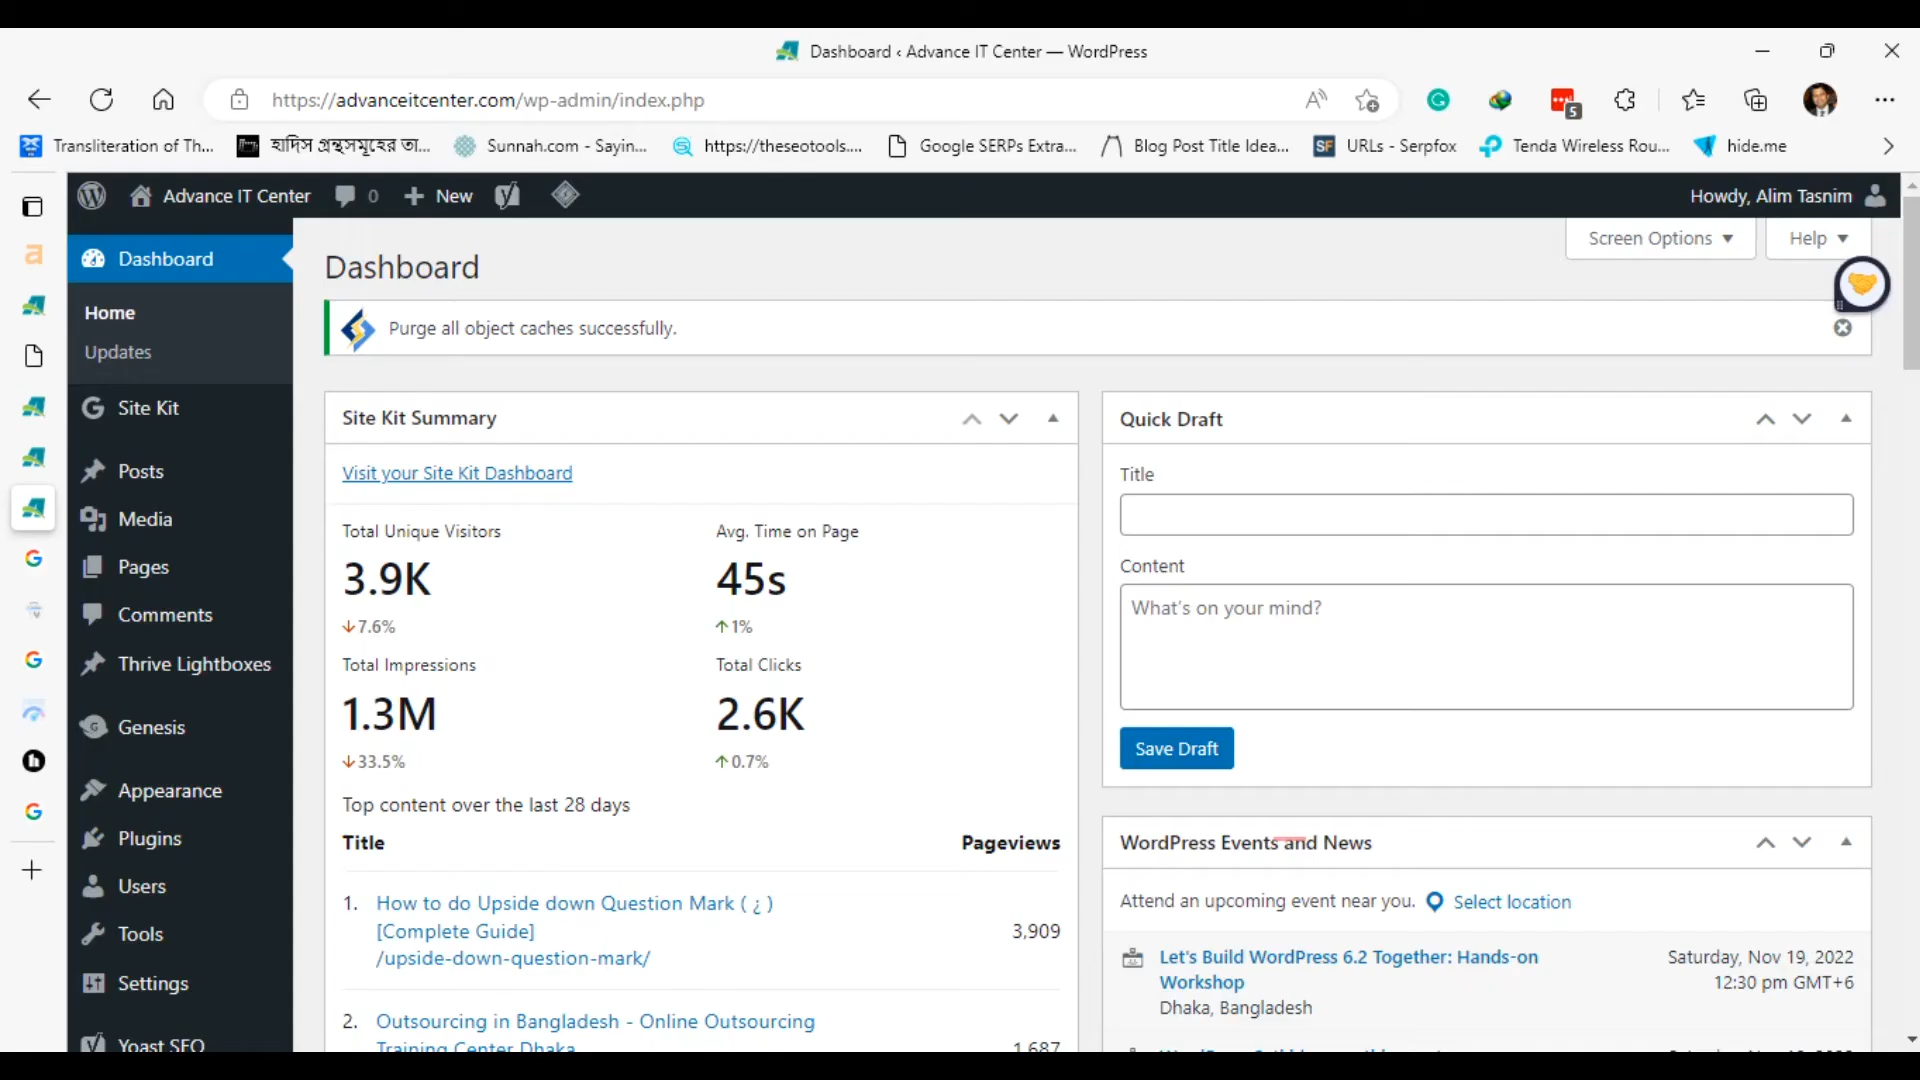 Dashboard ‹ Advance IT Center — WordPress
https://advanceitcenter.com/wp-admin/index.php
5
Transliteration of Th...
হাদিস গ্রন্থসমূহের তা...
Sunnah.com - Sayin...
https://theseotools....
Google SERPs Extra...
Blog Post Title Idea...
SF
URLs - Serpfox
Tenda Wireless Rou...
hide.me
Advance IT Center
0
New
Howdy, Alim Tasnim
Dashboard
Home
Updates
Site Kit
Posts
Media
Pages
Comments
Thrive Lightboxes
Genesis
Appearance
Plugins
Users
Tools
Settings
Yoast SEO
Screen Options
Help
Dashboard
Purge all object caches successfully.
Site Kit Summary
Visit your Site Kit Dashboard
Total Unique Visitors
Avg. Time on Page
3.9K
45s
7.6%
1%
Total Impressions
Total Clicks
1.3M
2.6K
33.5%
0.7%
Top content over the last 28 days
Title
Pageviews
1. How to do Upside down Question Mark ( ¿ )
[Complete Guide]
/upside-down-question-mark/
3,909
2. Outsourcing in Bangladesh - Online Outsourcing
Training Center Dhaka
1,687
Quick Draft
Title
Content
What's on your mind?
Save Draft
WordPress Events and News
Attend an upcoming event near you.
Select location
Let's Build WordPress 6.2 Together: Hands-on
Workshop
Dhaka, Bangladesh
Saturday, Nov 19, 2022
12:30 pm GMT+6